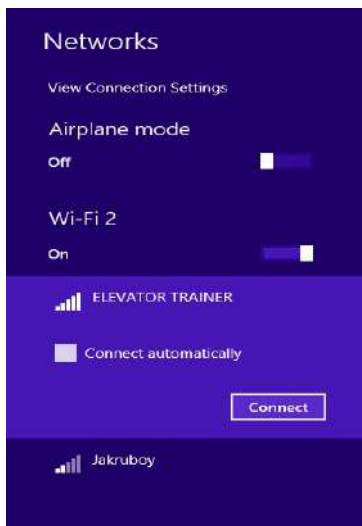 Networks
View Connection Settings
Airplane mode
Off
Wi-Fi 2
On
ELEVATOR TRAINER
Connect automatically
Connect
Jakruboy